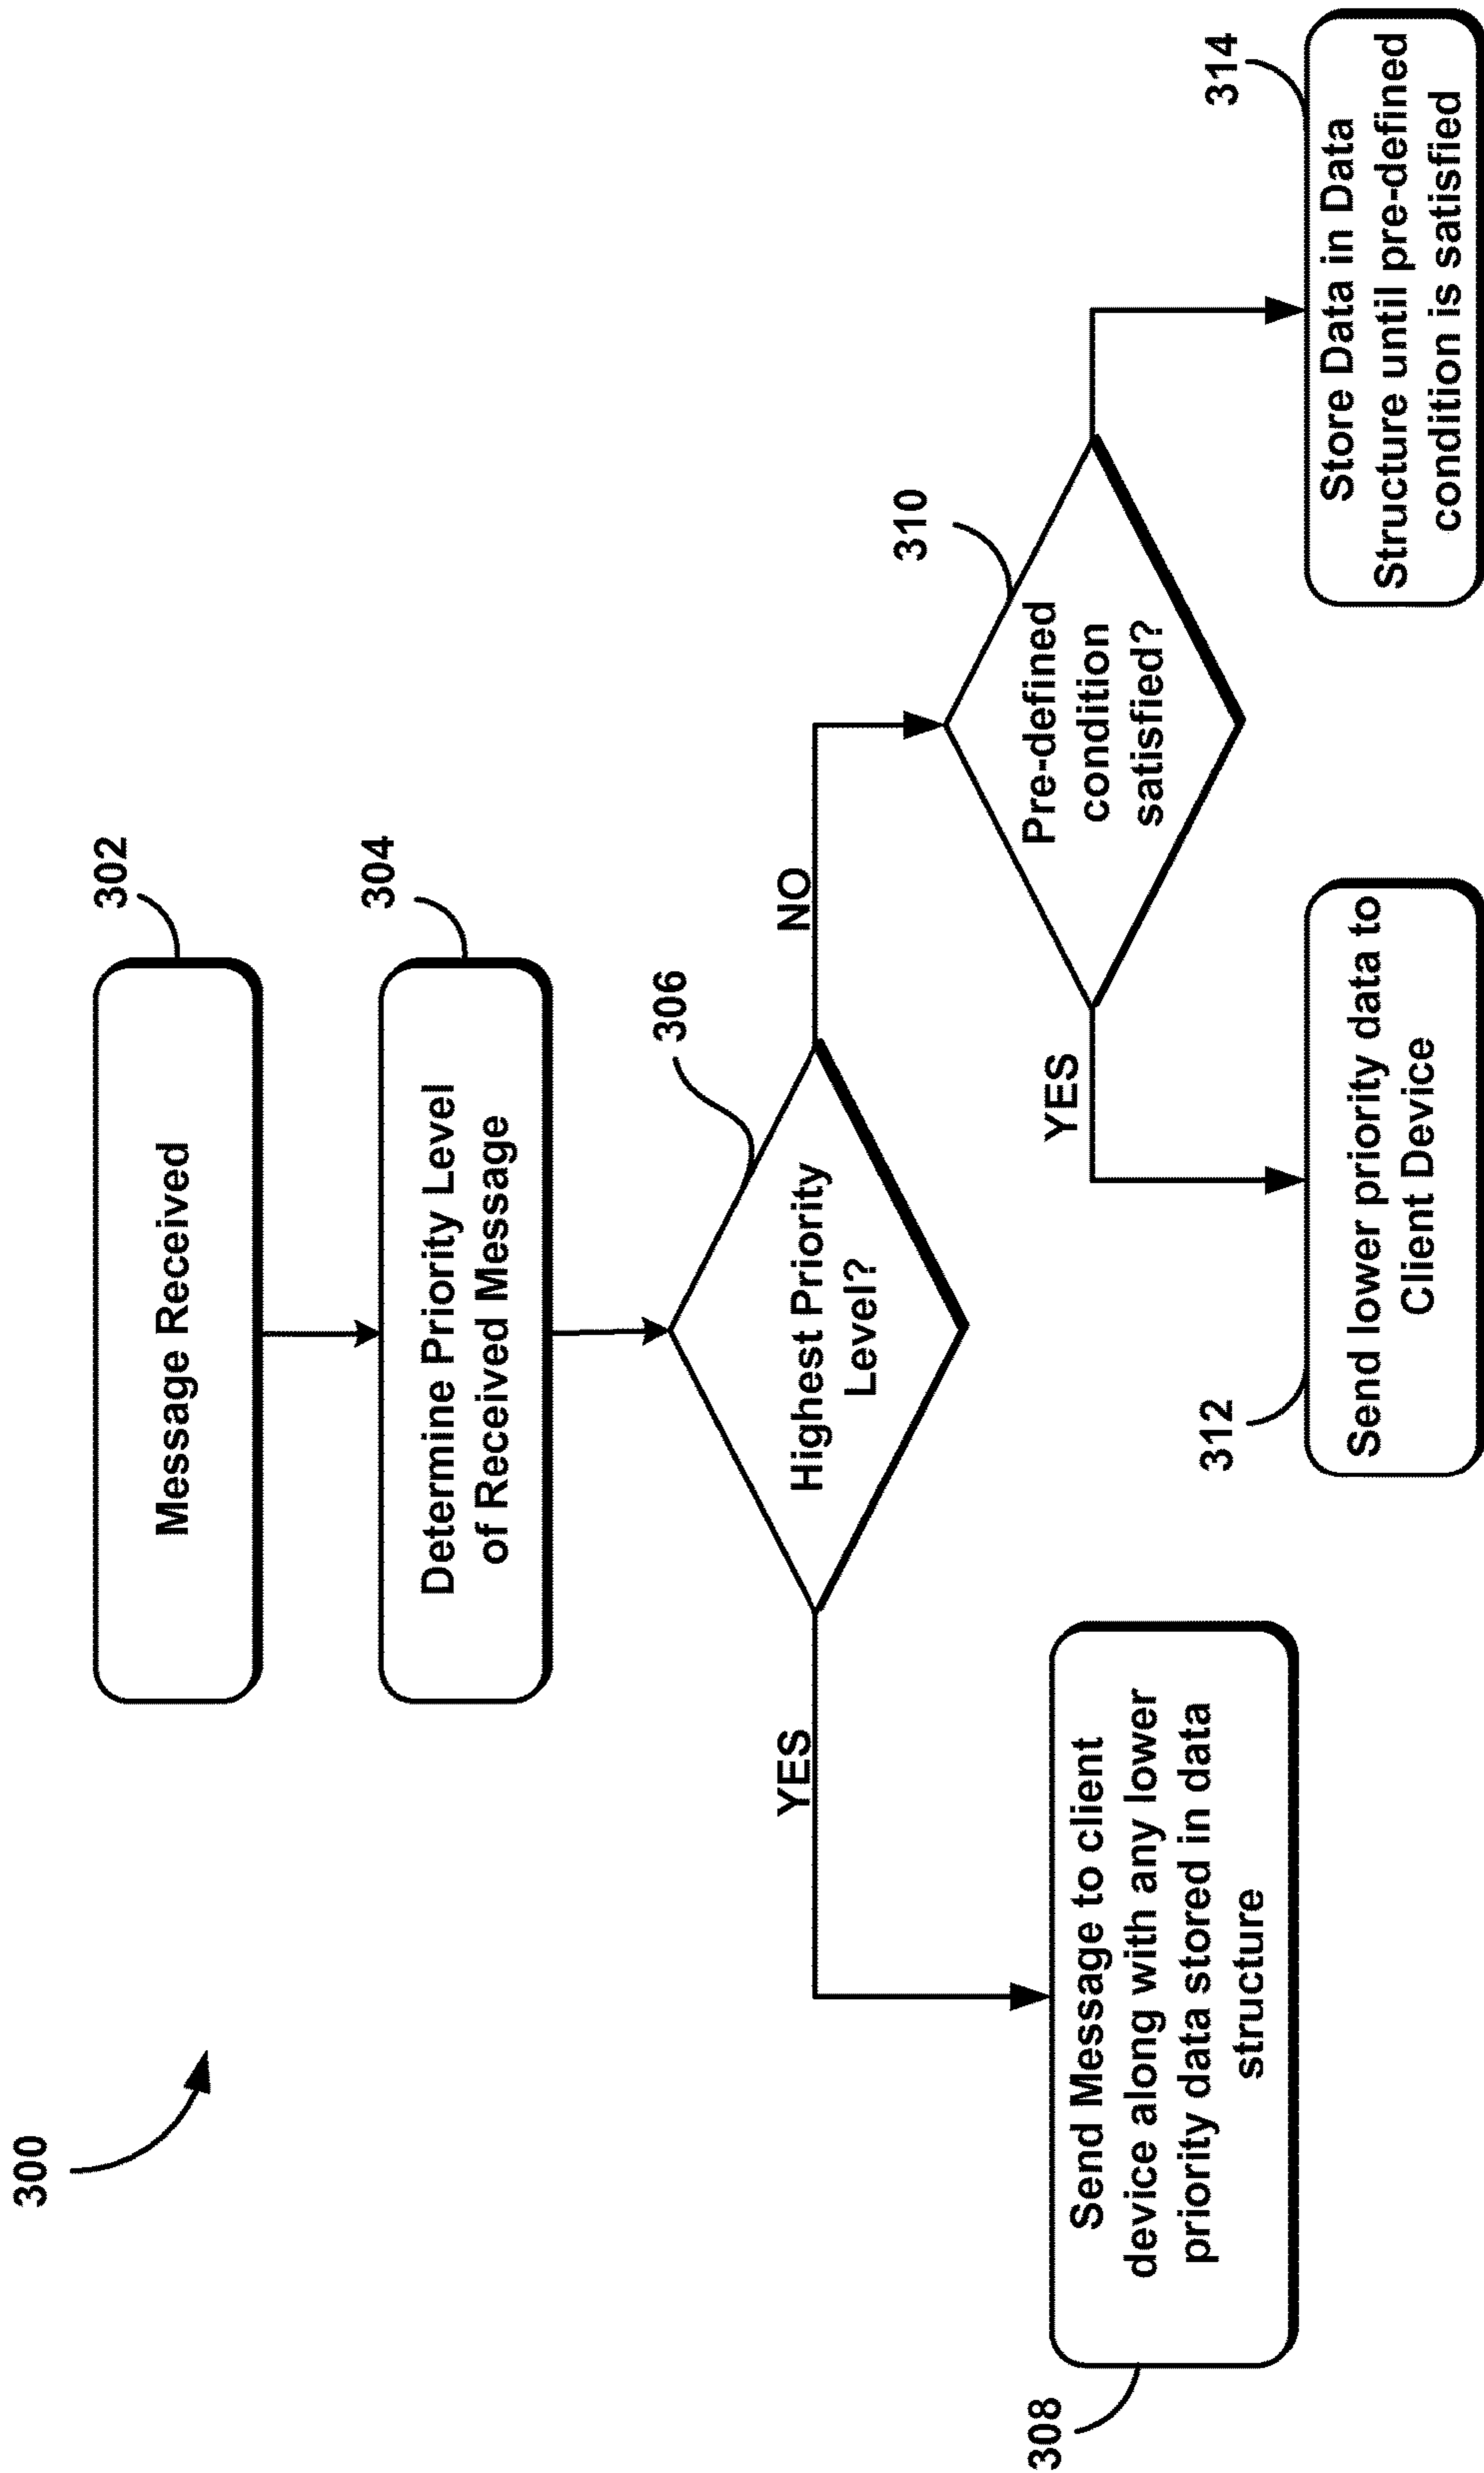 300
302
Message Received
304
Determine Priority Level
of Received Message
306
Highest Priority
Level?
YES
NO
308
Send Message to client
device along with any lower
priority data stored in data
structure
310
Pre-defined
condition
satisfied?
YES
312
Send lower priority data to
Client Device
314
Store Data in Data
Structure until pre-defined
condition is satisfied